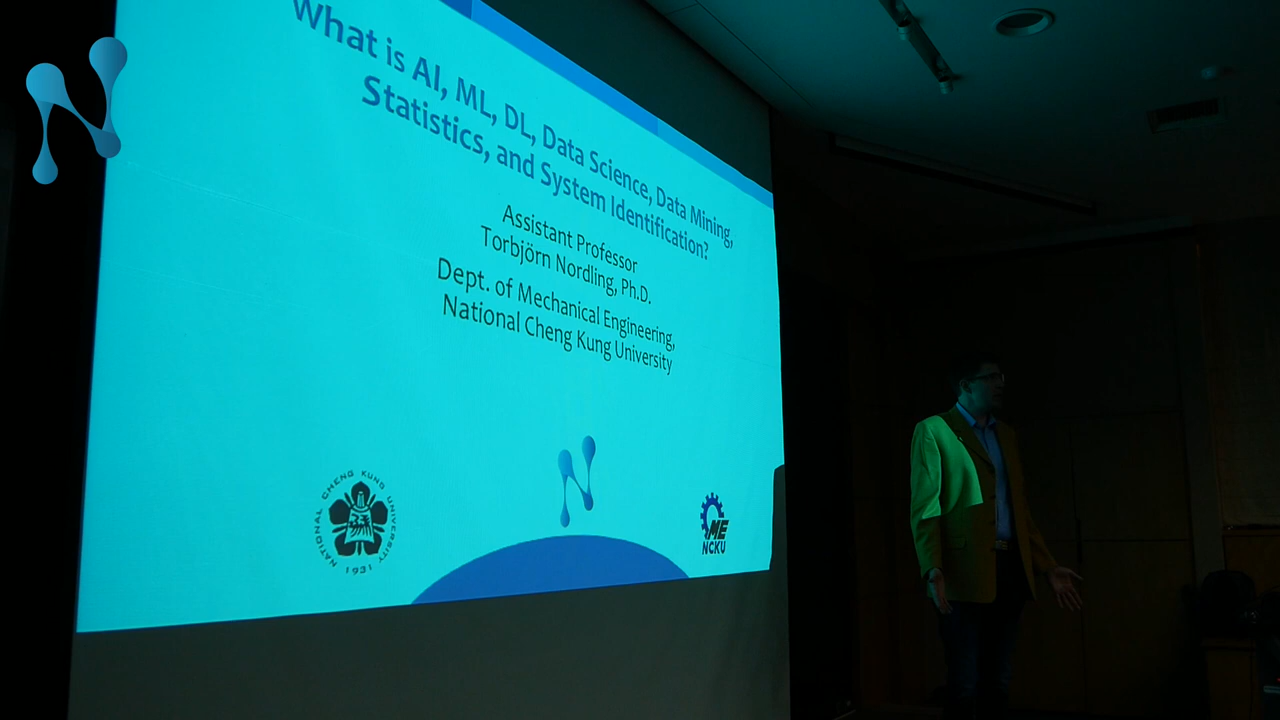 What is AI, ML, DL, Data Science, Data Mining,
Statistics, and System Identification?
Assistant Professor
Torbjörn Nordling, Ph.D.
Dept. of Mechanical Engineering,
National Cheng Kung University
NATIONAL CHENG KUNG UNIVERSITY 1931
ME
NCKU